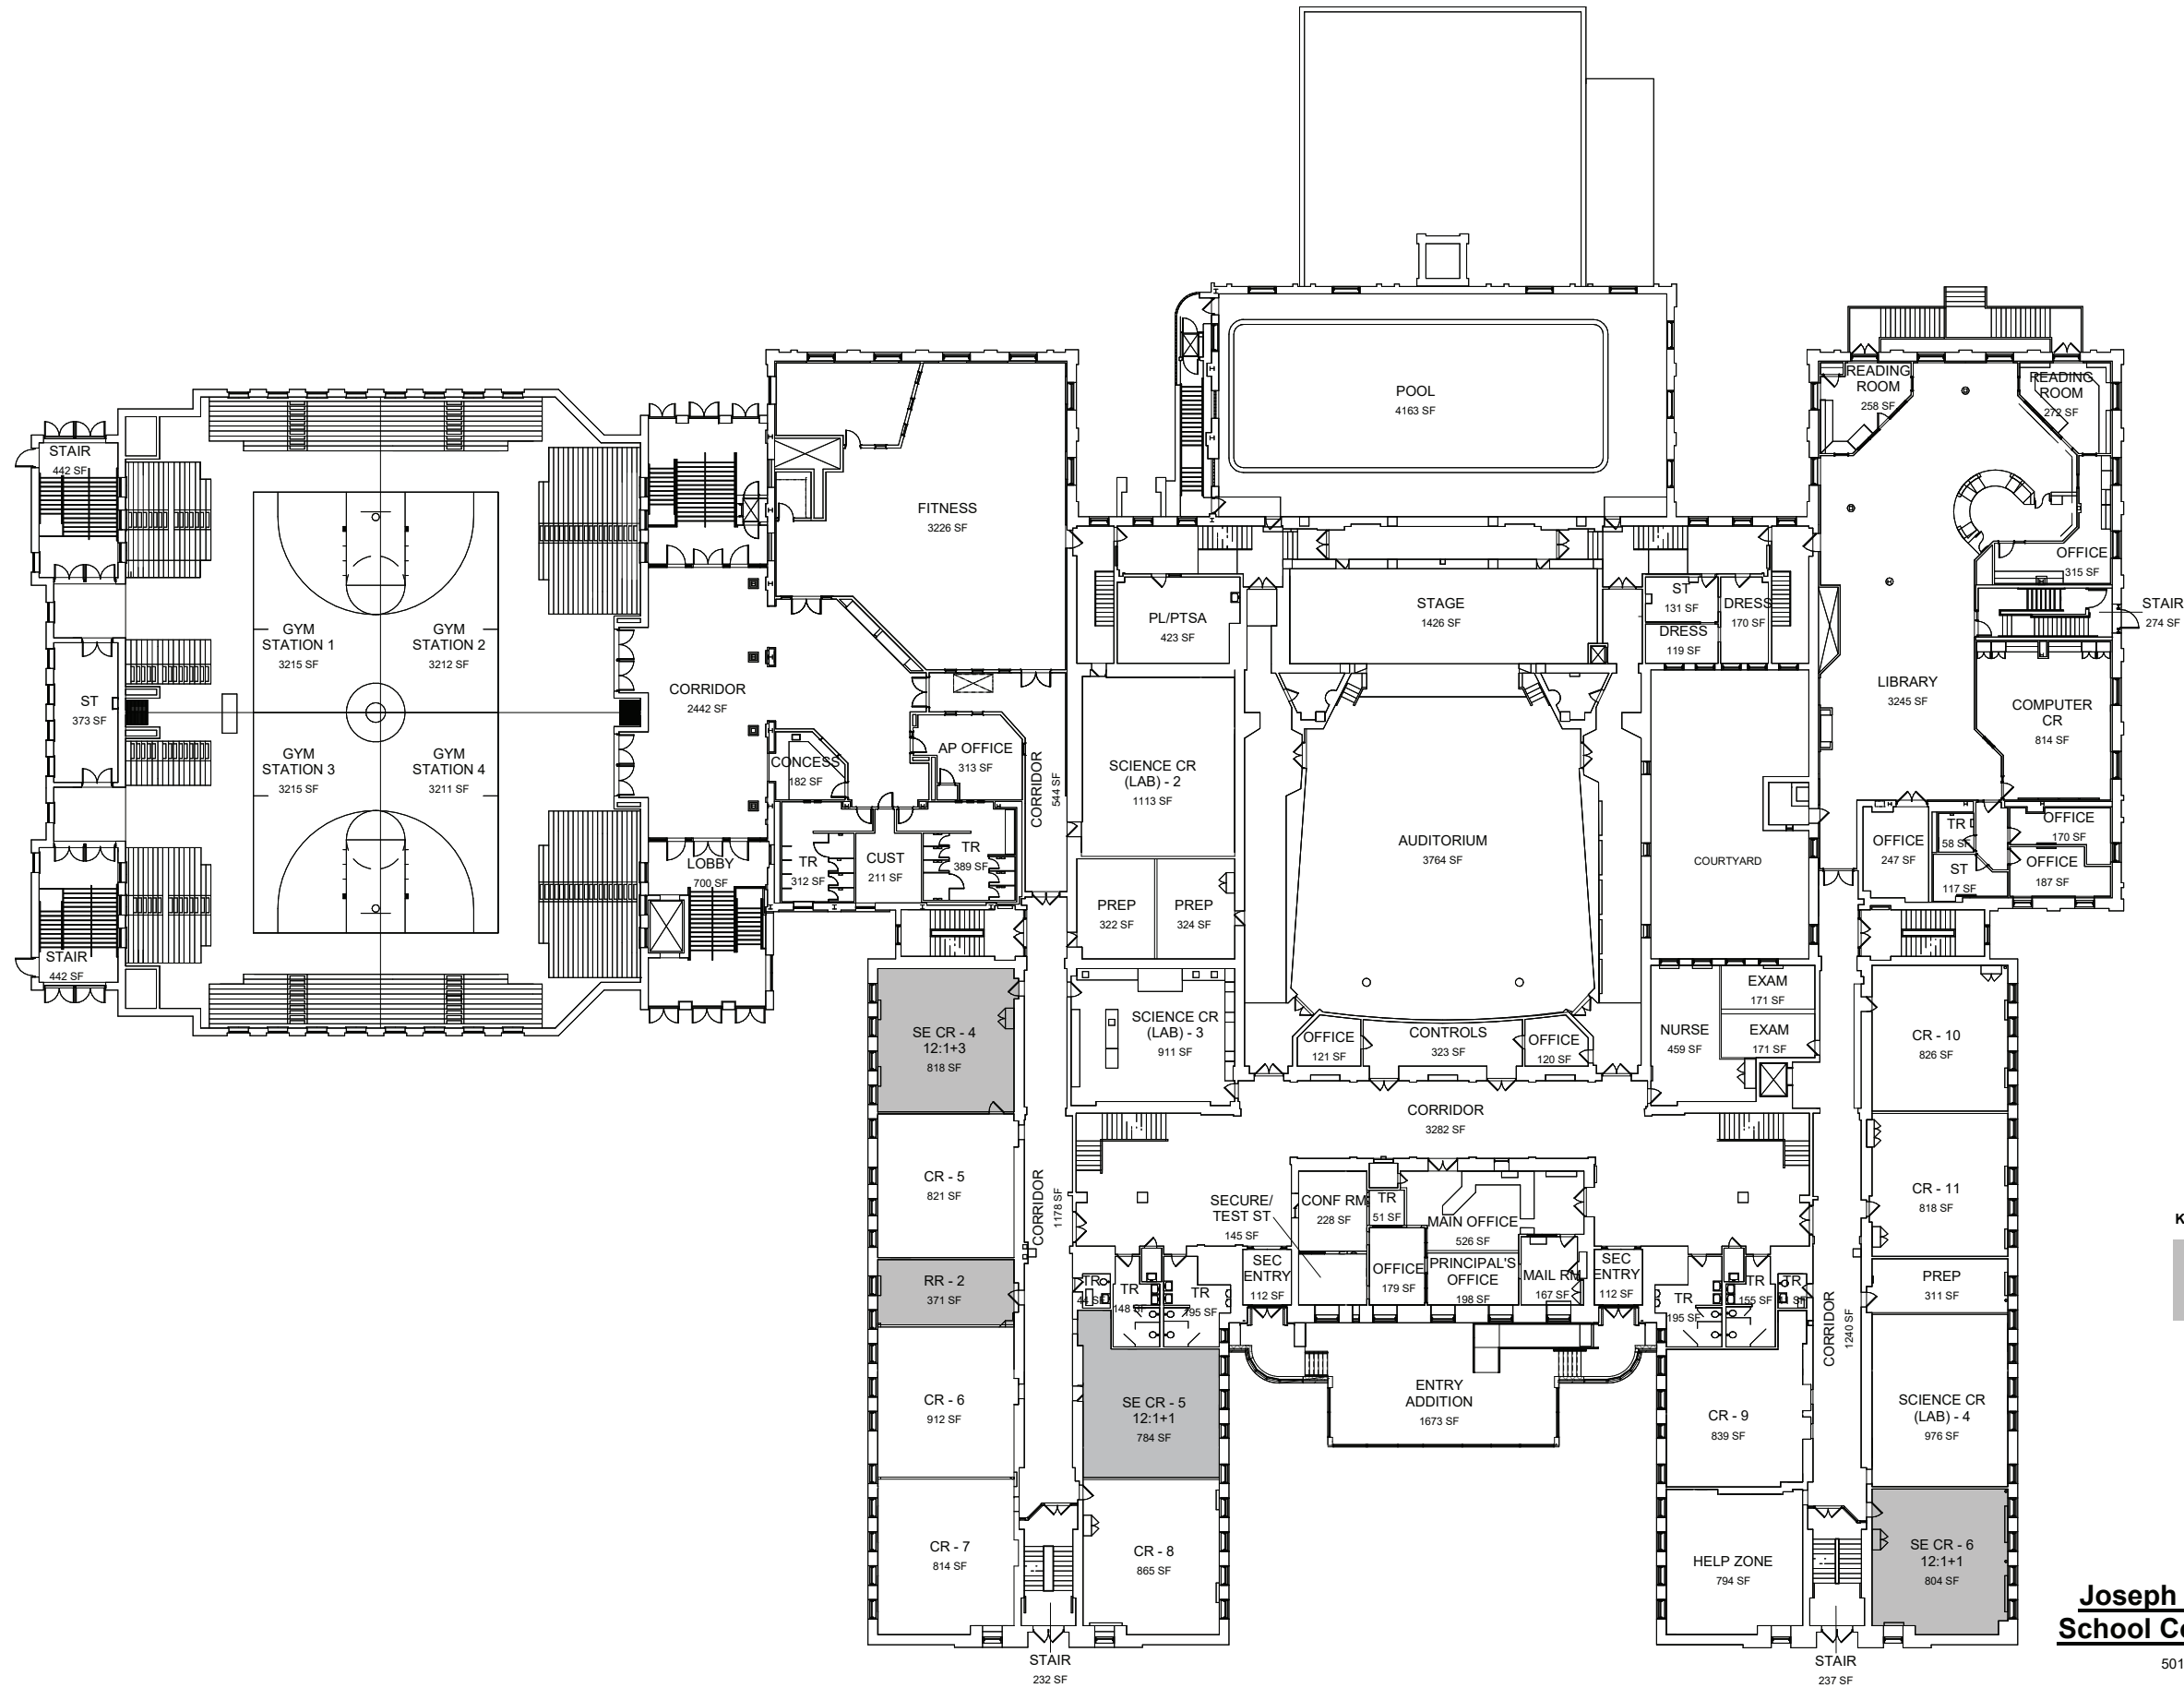 POOL
4163 SF
READING
ROOM
258 SF
READING
ROOM
272 SF
STAIR
442 SF
FITNESS
3226 SF
OFFICE
315 SF
STAIR
274 SF
GYM
STATION 1
3215 SF
GYM
STATION 2
3212 SF
PL/PTSA
423 SF
STAGE
1426 SF
ST
131 SF
DRESS
119 SF
DRESS
170 SF
ST
373 SF
CORRIDOR
2442 SF
LIBRARY
3245 SF
COMPUTER
CR
814 SF
GYM
STATION 3
3215 SF
GYM
STATION 4
3211 SF
CONCESS
182 SF
AP OFFICE
313 SF
CORRIDOR
544 SF
SCIENCE CR
(LAB) - 2
1113 SF
AUDITORIUM
3764 SF
COURTYARD
OFFICE
247 SF
TR
58 SF
ST
117 SF
OFFICE
170 SF
OFFICE
187 SF
LOBBY
700 SF
TR
312 SF
CUST
211 SF
TR
389 SF
PREP
322 SF
PREP
324 SF
STAIR
442 SF
SE CR - 4
12:1+3
818 SF
SCIENCE CR
(LAB) - 3
911 SF
OFFICE
121 SF
CONTROLS
323 SF
OFFICE
120 SF
NURSE
459 SF
EXAM
171 SF
EXAM
171 SF
CR - 10
826 SF
CORRIDOR
3282 SF
CR - 5
821 SF
CORRIDOR
1178 SF
SECURE/
TEST ST
145 SF
CONF RM
228 SF
TR
51 SF
MAIN OFFICE
526 SF
CR - 11
818 SF
K
RR - 2
371 SF
TR
44 SF
TR
148 SF
TR
195 SF
SEC
ENTRY
112 SF
OFFICE
179 SF
PRINCIPAL'S
OFFICE
198 SF
MAIL RM
167 SF
SEC
ENTRY
112 SF
TR
195 SF
TR
155 SF
TR
SF
CORRIDOR
1240 SF
PREP
311 SF
CR - 6
912 SF
SE CR - 5
12:1+1
784 SF
ENTRY
ADDITION
1673 SF
CR - 9
839 SF
SCIENCE CR
(LAB) - 4
976 SF
CR - 7
814 SF
CR - 8
865 SF
HELP ZONE
794 SF
SE CR - 6
12:1+1
804 SF
STAIR
232 SF
STAIR
237 SF
Joseph
School
501